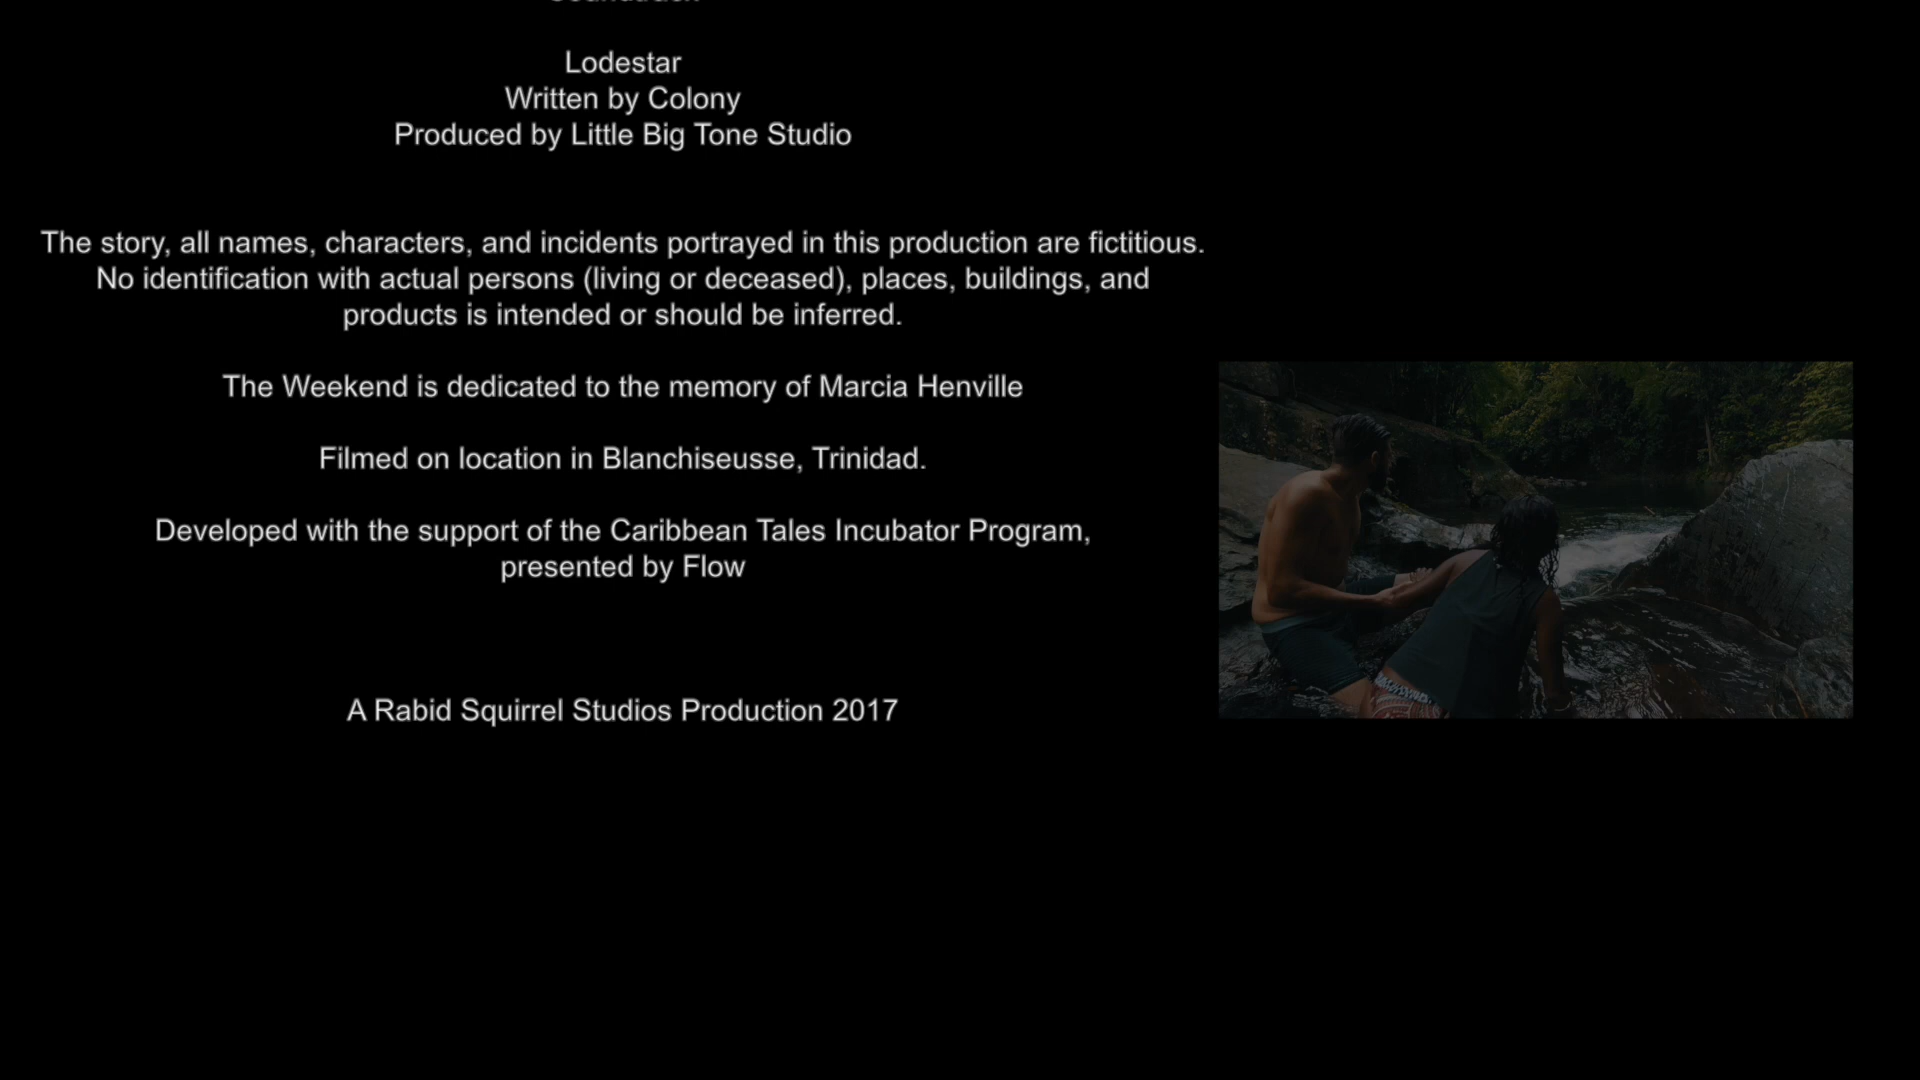 Lodestar
Written by Colony
Produced by Little Big Tone Studio
The story, all names, characters, and incidents portrayed in this production are fictitious.
No identification with actual persons (living or deceased), places, buildings, and
products is intended or should be inferred.
The Weekend is dedicated to the memory of Marcia Henville
Filmed on location in Blanchiseusse, Trinidad.
Developed with the support of the Caribbean Tales Incubator Program,
presented by Flow
A Rabid Squirrel Studios Production 2017